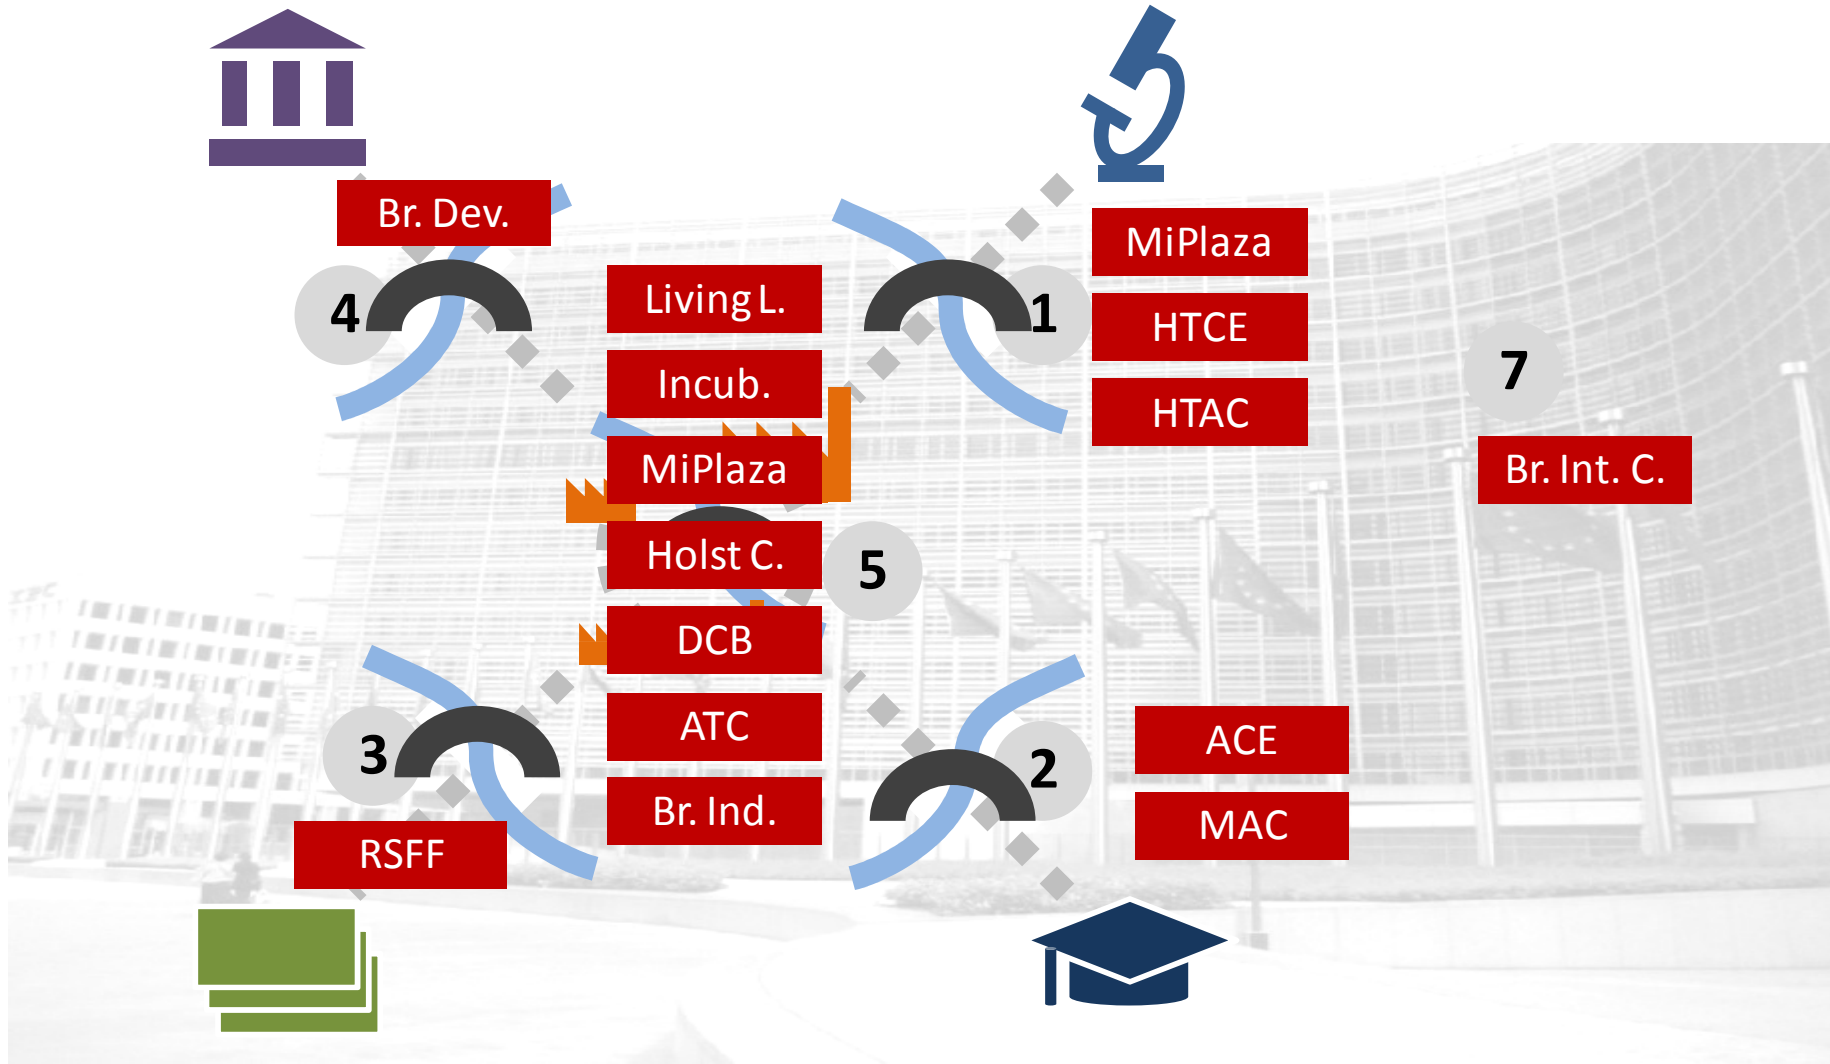 Br. Dev.
4
Living L.
Incub.
MiPlaza
Holst C.
DCB
ATC
Br. Ind.
1
MiPlaza
HTCE
HTAC
7
Br. Int. C.
5
3
RSFF
2
ACE
MAC